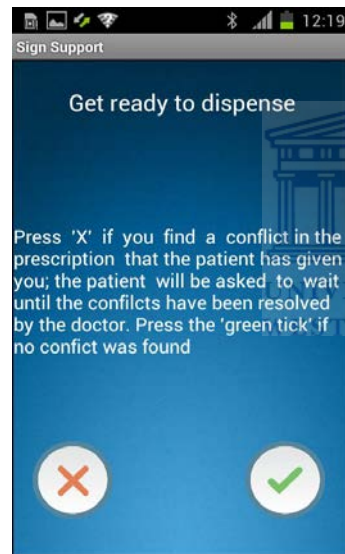 12:19
Sign Support
Get ready to dispense
Press 'X' if you find a conflict in the
prescription that the patient has given
you; the patient will be asked to wait
until the confilcts have been resolved
by the doctor. Press the 'green tick' if
no confict was found